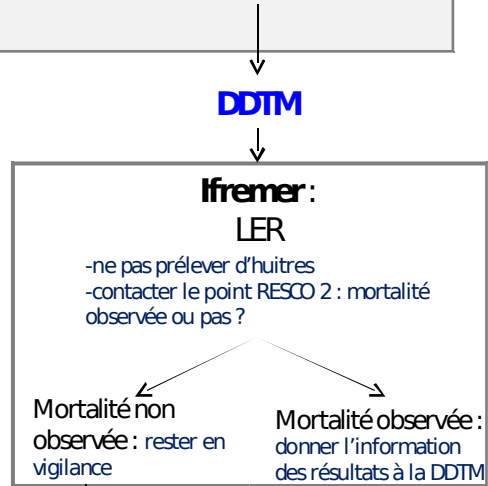 DDTM
Ifremer :
LER
-ne pas prélever d'huitres
-contacter le point RESCO 2 : mortalité
observée ou pas ?
Mortalité non
observée : rester en
vigilance
Mortalité observée :
donner l'information
des résultats à la DDTM